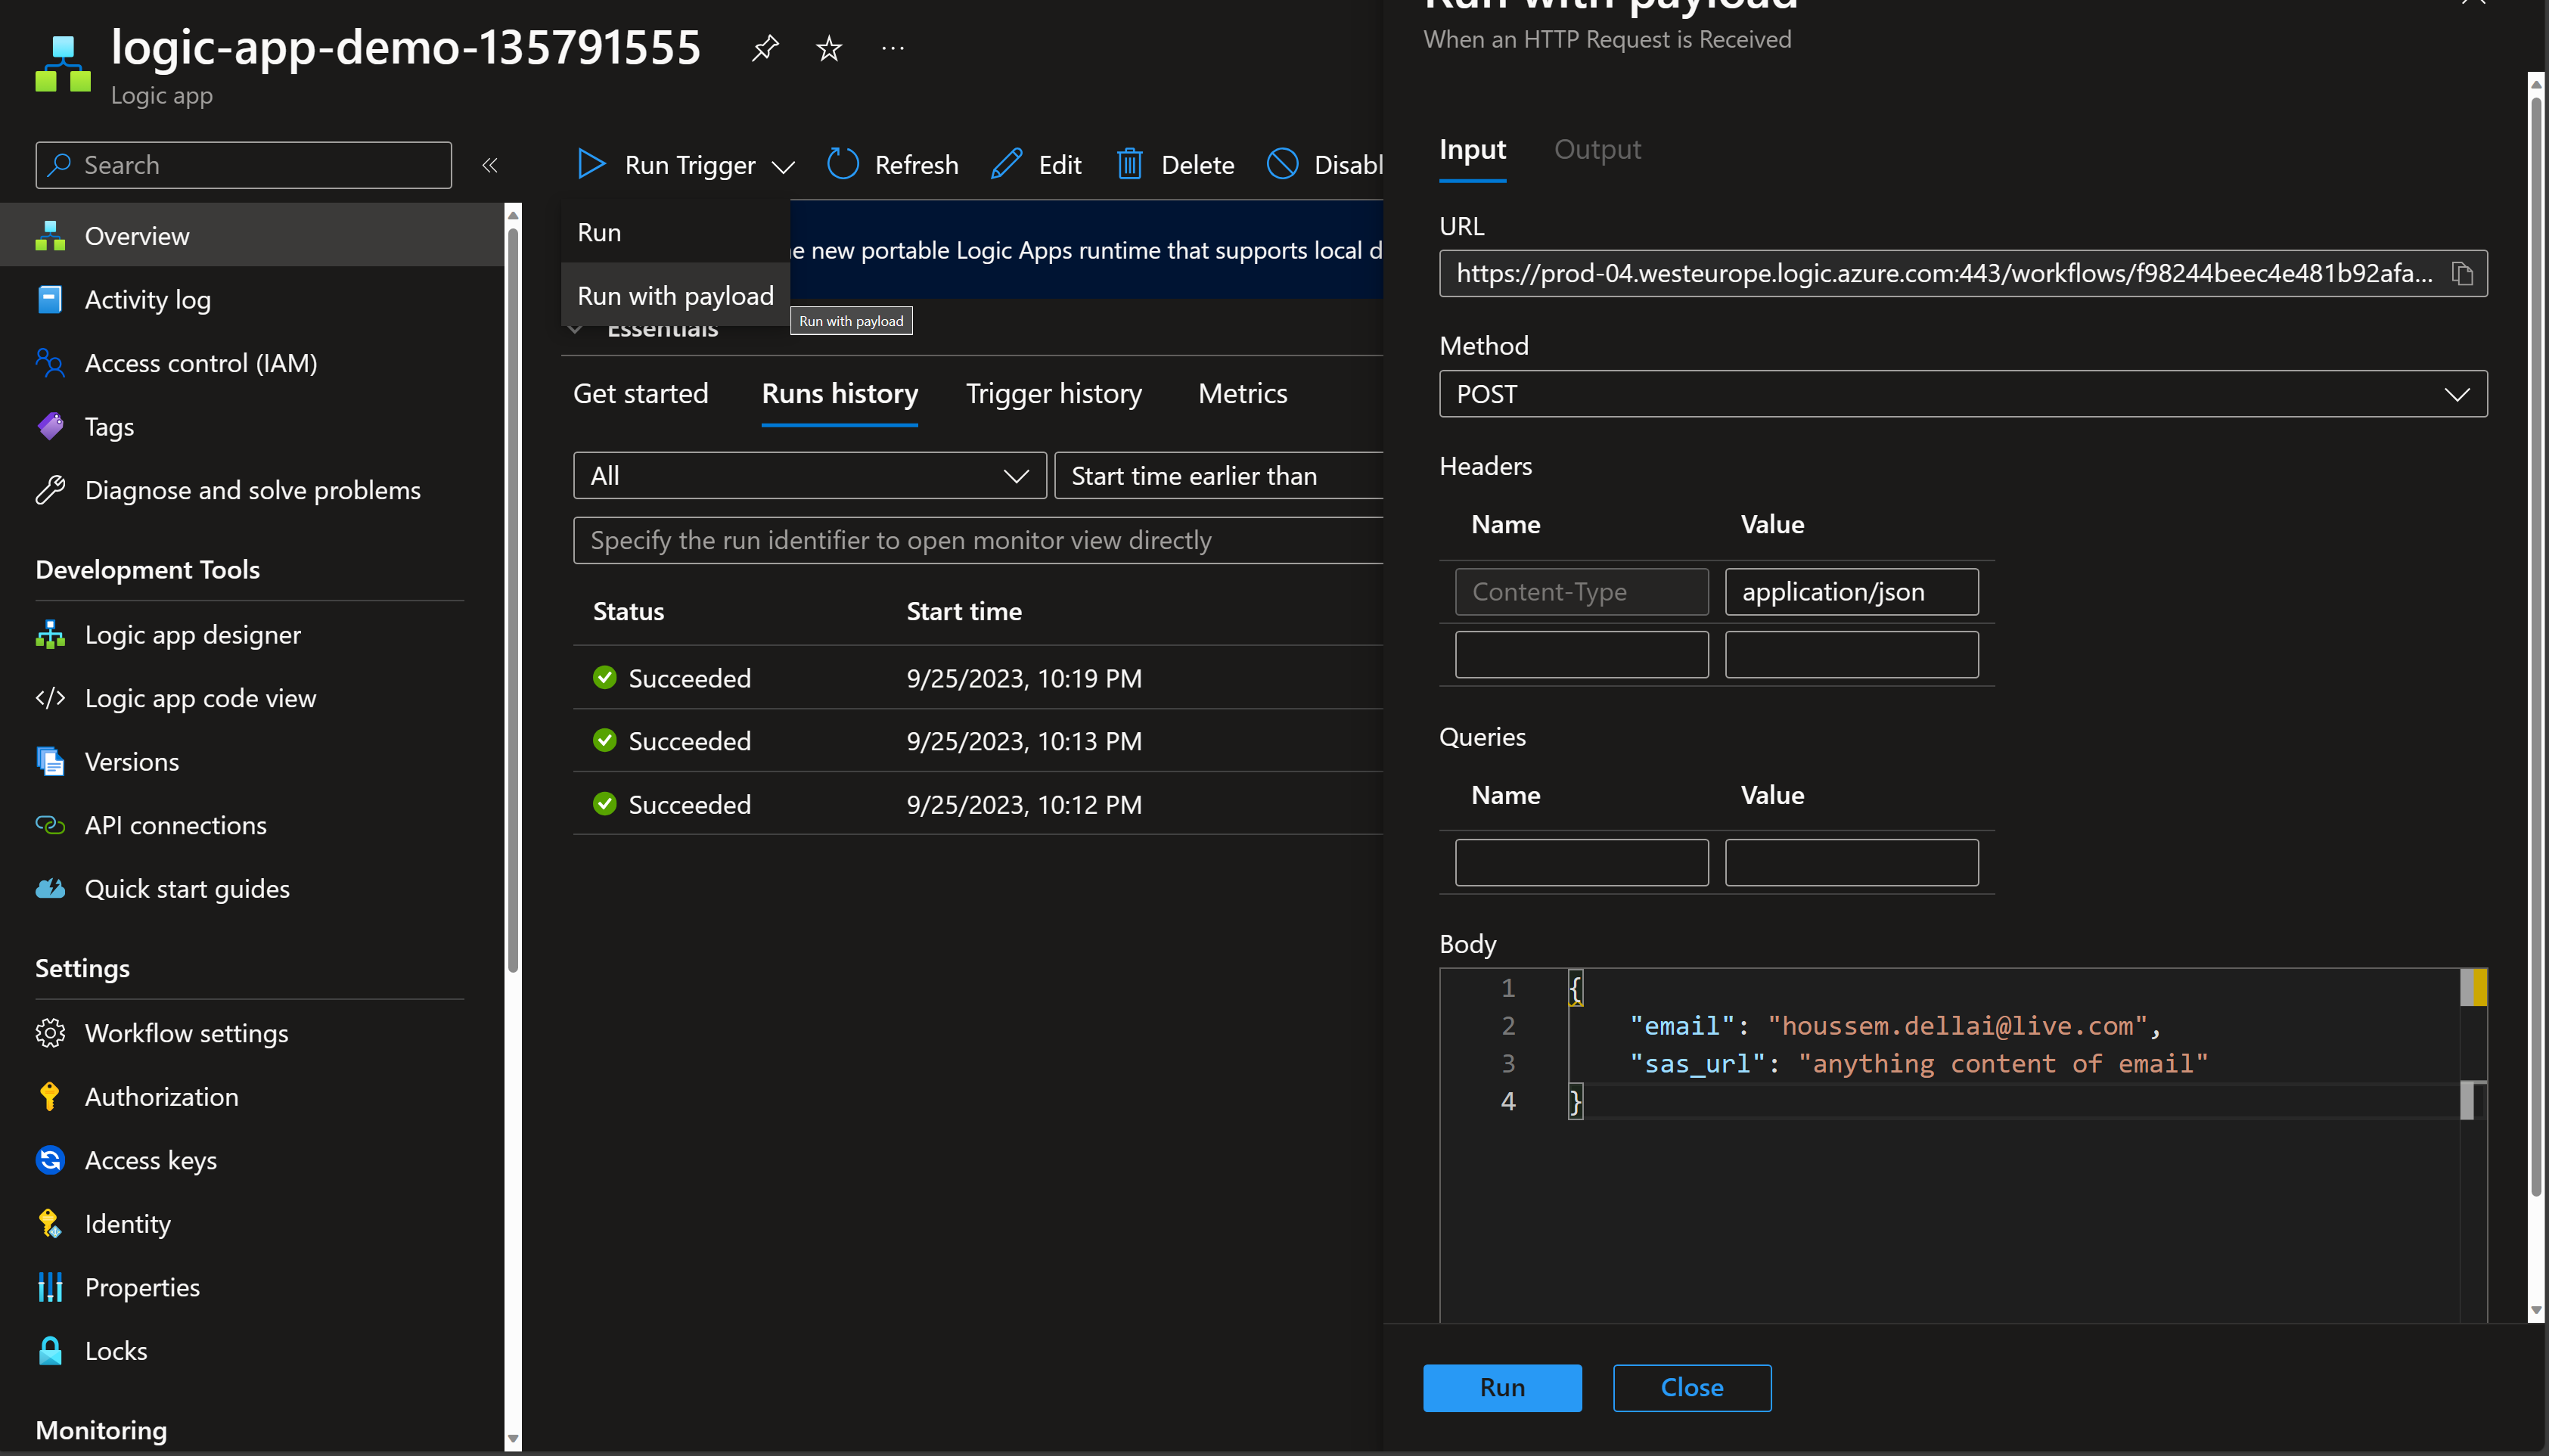 logic-app-demo-135791555
Logic app
Search
Overview
Activity log
Access control (IAM)
Tags
Diagnose and solve problems
Development Tools
Logic app designer
Logic app code view
Versions
API connections
Quick start guides
Settings
Workflow settings
Authorization
Access keys
Identity
Properties
Locks
Monitoring
Run Trigger
Refresh
Edit
Delete
Disabl
Run
Run with payload
e new portable Logic Apps runtime that supports local d
Run with payload
Essentials
Get started
Runs history
Trigger history
Metrics
All
Start time earlier than
Specify the run identifier to open monitor view directly
Status Start time
Succeeded 9/25/2023, 10:19 PM
Succeeded 9/25/2023, 10:13 PM
Succeeded 9/25/2023, 10:12 PM
Run with payload
When an HTTP Request is Received
Input Output
URL
https://prod-04.westeurope.logic.azure.com:443/workflows/f98244beec4e481b92afa...
Method
POST
Headers
Name Value
Content-Type application/json
Queries
Name Value
Body
1 {
2 "email": "houssem.dellai@live.com",
3 "sas_url": "anything content of email"
4 }
Run Close